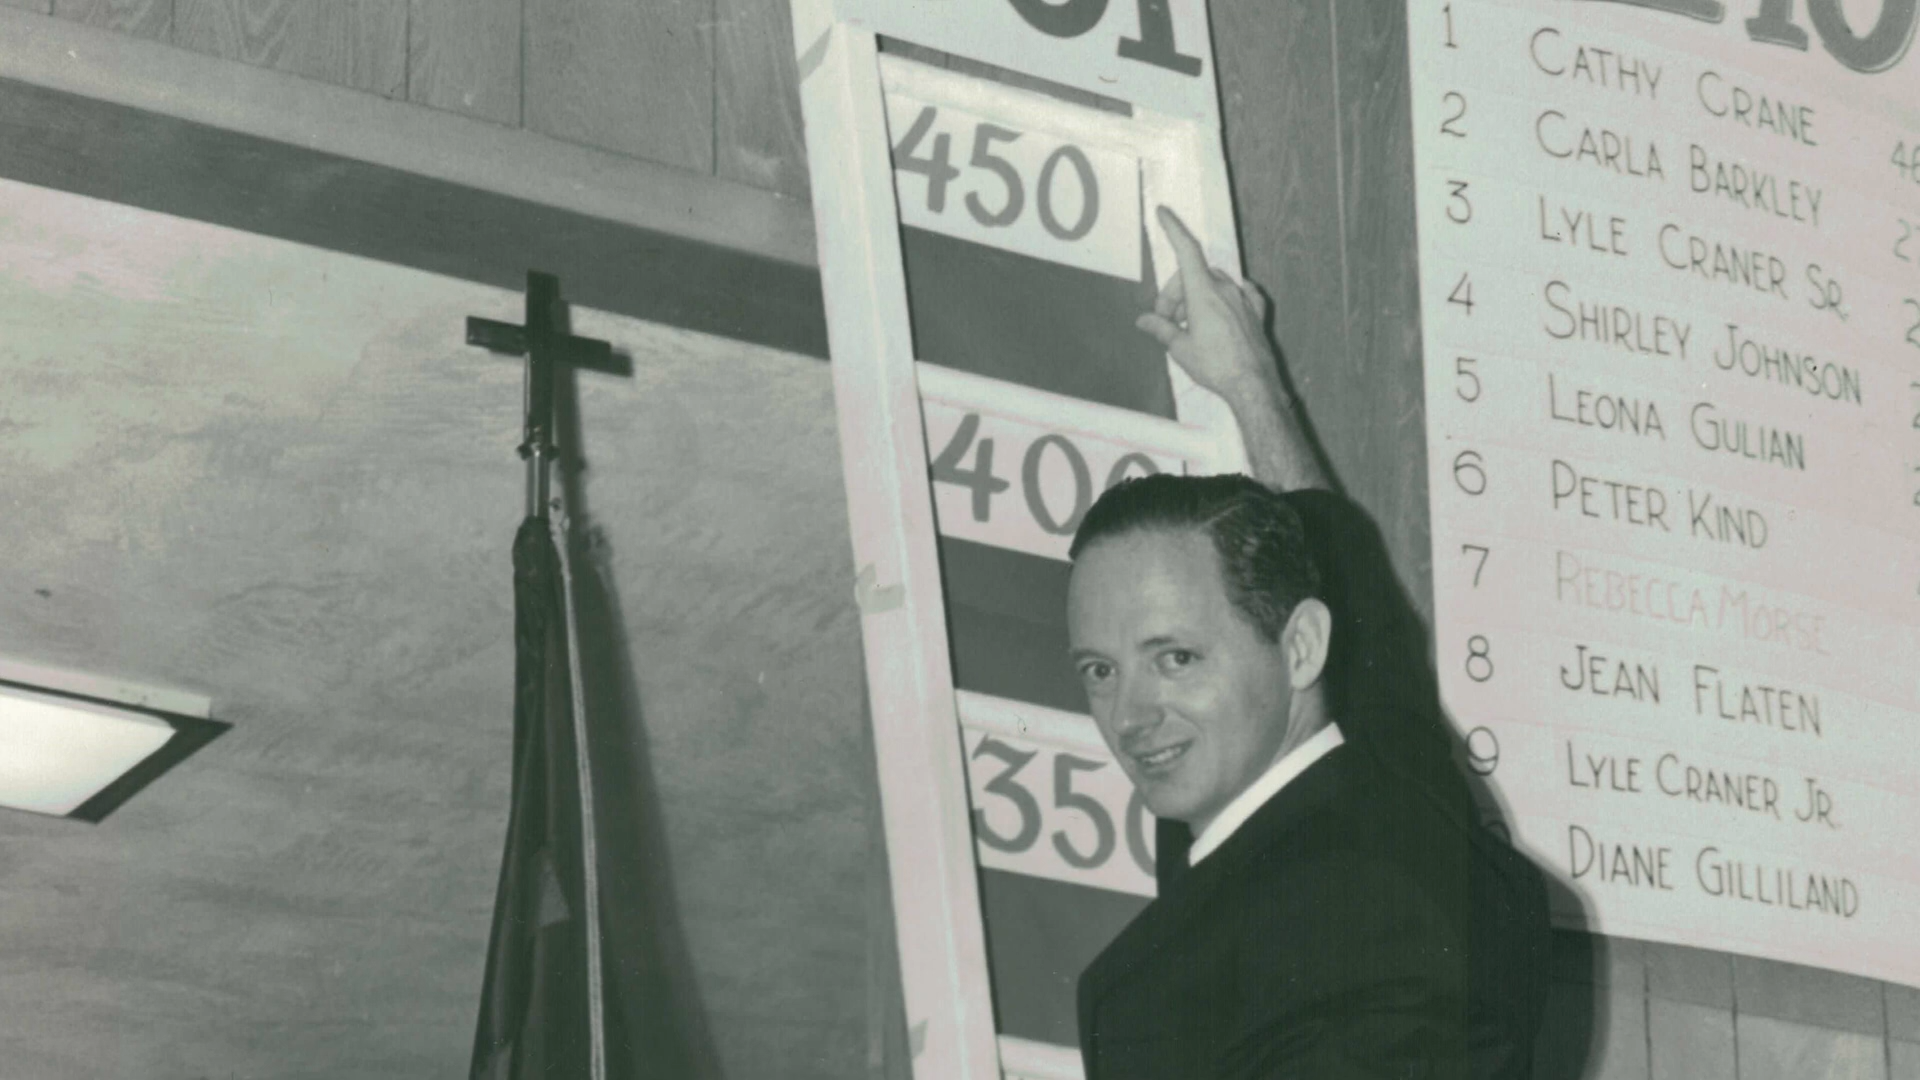 450
400
350
1 CATHY CRANE
2 CARLA BARKLEY
3 LYLE CRANER SR.
4 SHIRLEY JOHNSON
5 LEONA GULIAN
6 PETER KIND
7 REBECCA MORSE
8 JEAN FLATEN
9 LYLE CRANER JR.
DIANE GILLILAND